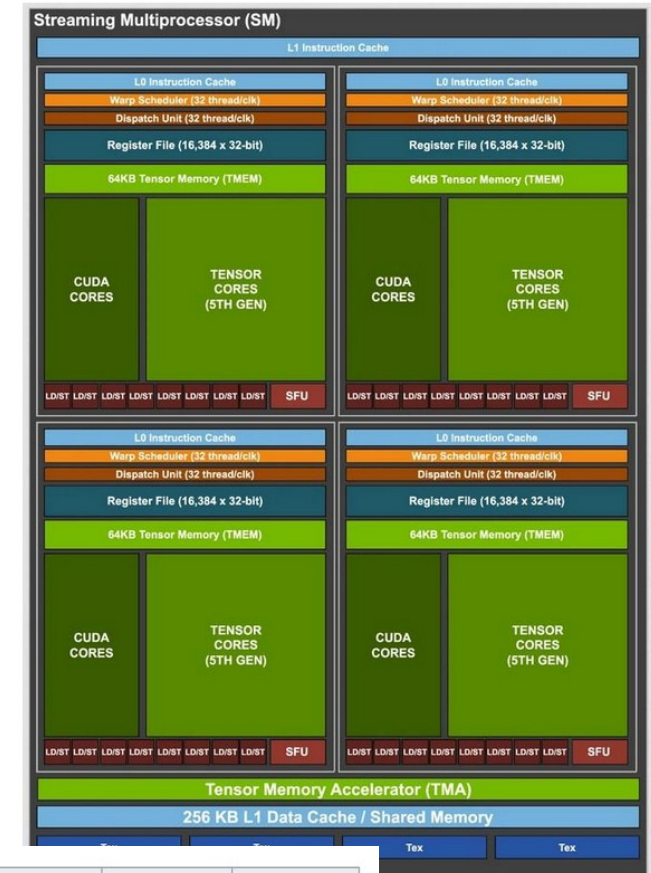 Streaming Multiprocessor (SM)
L1 Instruction Cache
L0 Instruction Cache
Warp Scheduler (32 thread/clk)
Dispatch Unit (32 thread/clk)
Register File (16,384 x 32-bit)
64KB Tensor Memory (TMEM)
CUDA
CORES
TENSOR
CORES
(5TH GEN)
LD/ST LD/ST LD/ST LD/ST LD/ST LD/ST LD/ST LD/ST SFU
L0 Instruction Cache
Warp Scheduler (32 thread/clk)
Dispatch Unit (32 thread/clk)
Register File (16,384 x 32-bit)
64KB Tensor Memory (TMEM)
CUDA
CORES
TENSOR
CORES
(5TH GEN)
LD/ST LD/ST LD/ST LD/ST LD/ST LD/ST LD/ST LD/ST SFU
L0 Instruction Cache
Warp Scheduler (32 thread/clk)
Dispatch Unit (32 thread/clk)
Register File (16,384 x 32-bit)
64KB Tensor Memory (TMEM)
CUDA
CORES
TENSOR
CORES
(5TH GEN)
LD/ST LD/ST LD/ST LD/ST LD/ST LD/ST LD/ST LD/ST SFU
L0 Instruction Cache
Warp Scheduler (32 thread/clk)
Dispatch Unit (32 thread/clk)
Register File (16,384 x 32-bit)
64KB Tensor Memory (TMEM)
CUDA
CORES
TENSOR
CORES
(5TH GEN)
LD/ST LD/ST LD/ST LD/ST LD/ST LD/ST LD/ST LD/ST SFU
Tensor Memory Accelerator (TMA)
256 KB L1 Data Cache / Shared Memory
Tex Tex